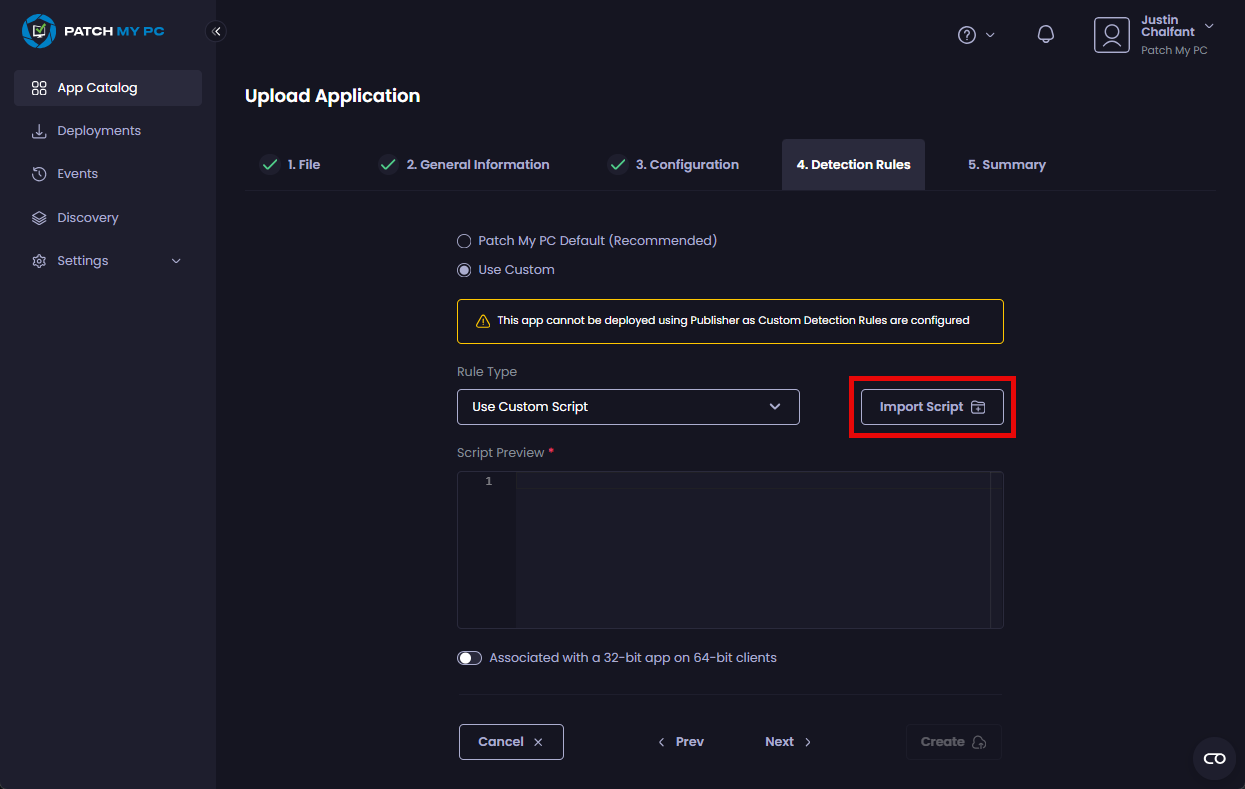 PATCH MY PC
Justin
Chalfant
Patch My PC
App Catalog
Deployments
Events
Discovery
Settings
Upload Application
1. File
2. General Information
3. Configuration
4. Detection Rules
5. Summary
Patch My PC Default (Recommended)
Use Custom
This app cannot be deployed using Publisher as Custom Detection Rules are configured
Rule Type
Use Custom Script
Import Script
Script Preview *
1
Associated with a 32-bit app on 64-bit clients
Cancel
Prev
Next
Create